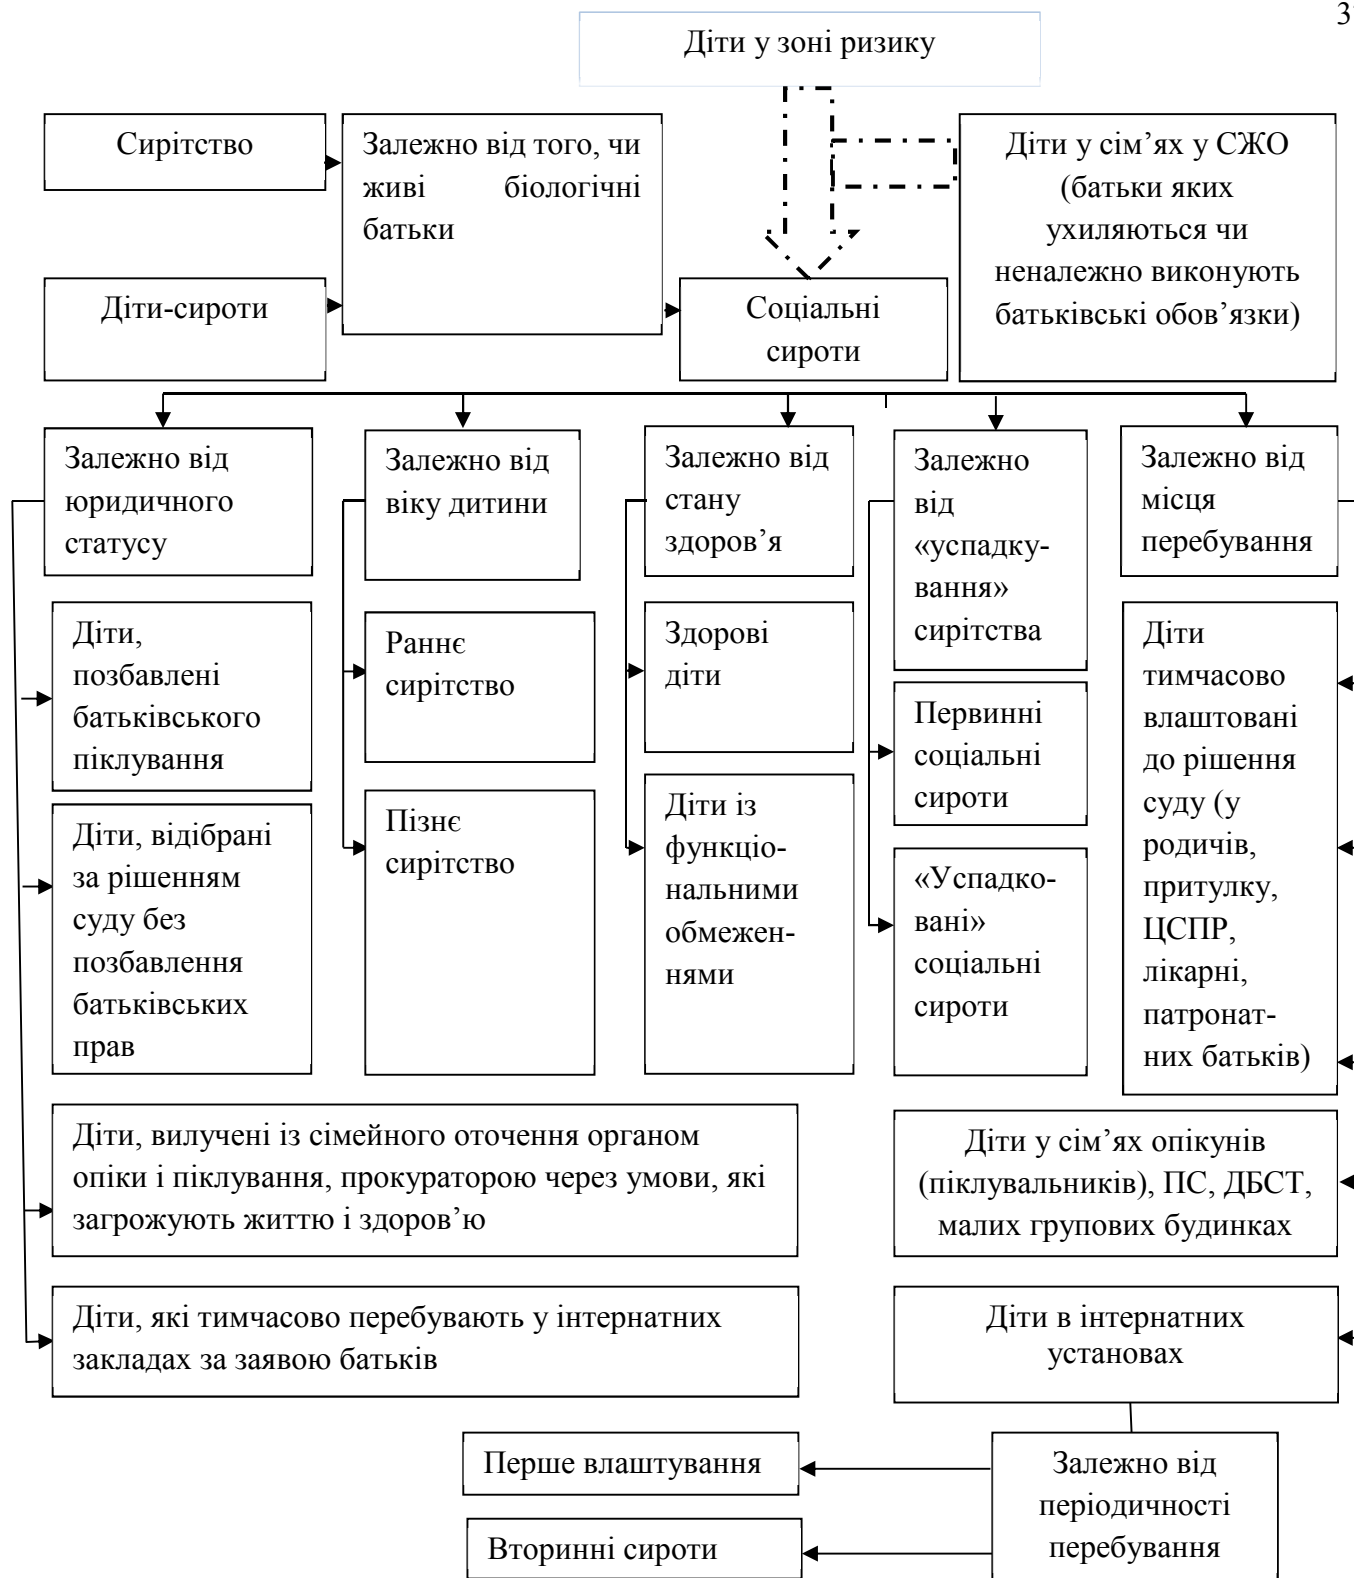 3
Діти у зоні ризику
Сирітство
Залежно від того, чи
живі біологічні
батьки
Діти у сім’ях у СЖО
(батьки яких
ухиляються чи
неналежно виконують
батьківські обов’язки)
Діти-сироти
Соціальні
сироти
Залежно від
юридичного
статусу
Залежно від
віку дитини
Залежно від
стану
здоров’я
Залежно
від
«успадку-
вання»
сирітства
Залежно від
місця
перебування
Діти,
позбавлені
батьківського
піклування
Раннє
сирітство
Здорові
діти
Первинні
соціальні
сироти
Діти
тимчасово
влаштовані
до рішення
суду (у
родичів,
притулку,
ЦСПР,
лікарні,
патронат-
них батьків)
Діти, відібрані
за рішенням
суду без
позбавлення
батьківських
прав
Пізнє
сирітство
Діти із
функціо-
нальними
обмежен-
нями
«Успадко-
вані»
соціальні
сироти
Діти, вилучені із сімейного оточення органом
опіки і піклування, прокураторою через умови, які
загрожують життю і здоров’ю
Діти у сім’ях опікунів
(піклувальників), ПС, ДБСТ,
малих групових будинках
Діти, які тимчасово перебувають у інтернатних
закладах за заявою батьків
Діти в інтернатних
установах
Перше влаштування
Залежно від
періодичності
перебування
Вторинні сироти